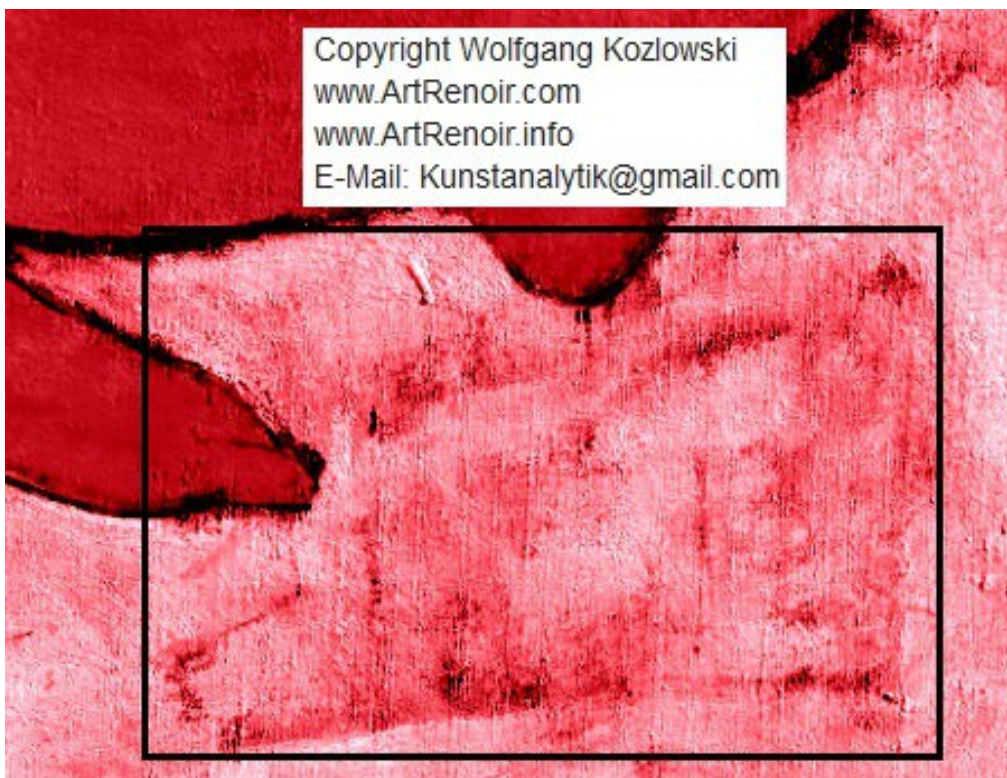 Copyright Wolfgang Kozlowski
www.ArtRenoir.com
www.ArtRenoir.info
E-Mail: Kunstanalytik@gmail.com